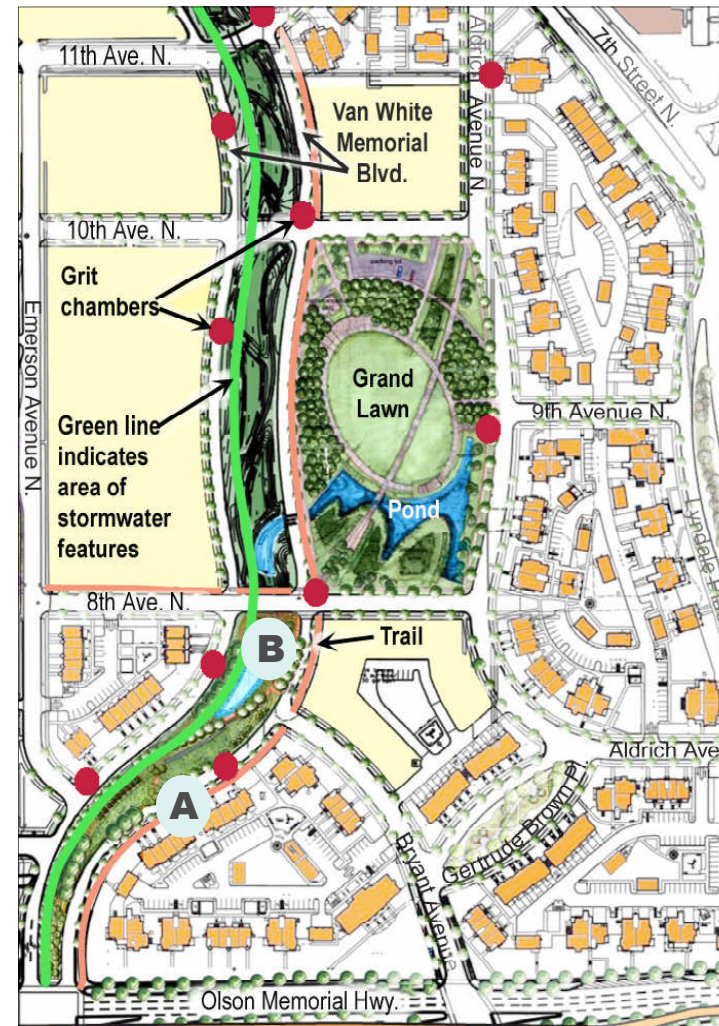 11th Ave. N.
Aldrich Avenue N.
7th Street N.
Van White
Memorial
Blvd.
10th Ave. N.
parking lot
Grit
chambers
Emerson Avenue N.
Grand
Lawn
9th Avenue N.
Green line
indicates
area of
stormwater
features
Pond
8th Ave. N.
B
Trail
Aldrich Ave
A
Gertrude Brown Pl.
Bryant Avenue
Olson Memorial Hwy.